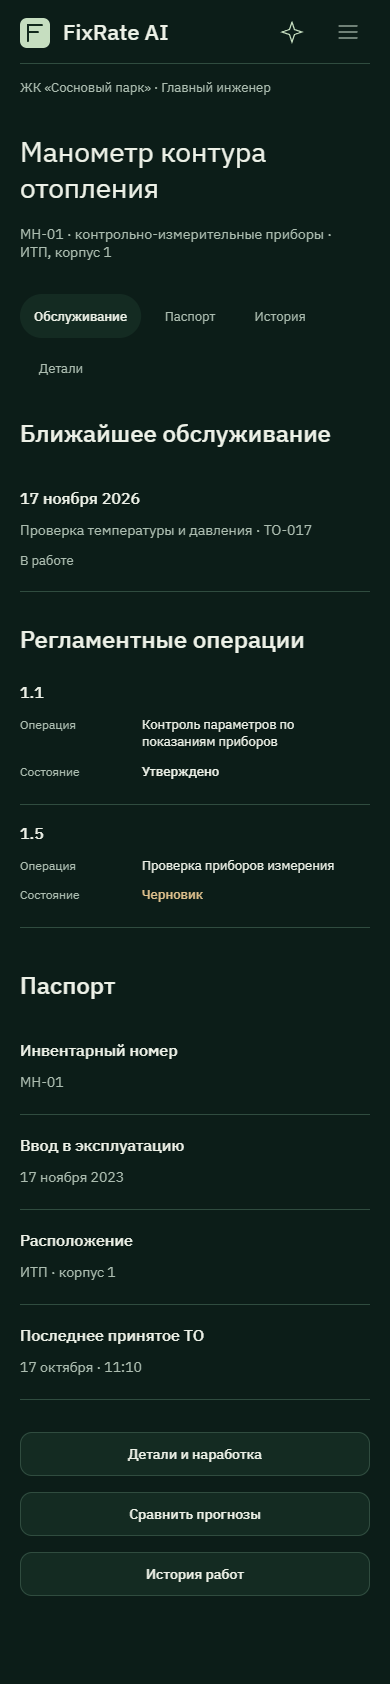 FixRate AI
ЖК «Сосновый парк» · Главный инженер
Манометр контура
отопления
МН-01 · контрольно-измерительные приборы ·
ИТП, корпус 1
Обслуживание Паспорт История
Детали
Ближайшее обслуживание
17 ноября 2026
Проверка температуры и давления · ТО-017
В работе
Регламентные операции
1.1
Операция Контроль параметров по
показаниям приборов
Состояние Утверждено
1.5
Операция Проверка приборов измерения
Состояние Черновик
Паспорт
Инвентарный номер
МН-01
Ввод в эксплуатацию
17 ноября 2023
Расположение
ИТП · корпус 1
Последнее принятое ТО
17 октября · 11:10
Детали и наработка
Сравнить прогнозы
История работ